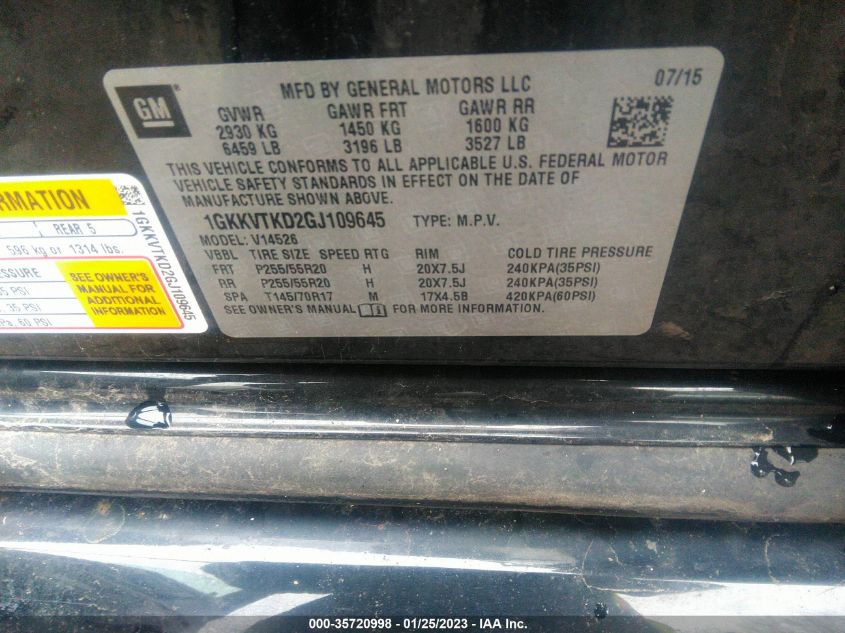 GM
MFD BY GENERAL MOTORS LLC
07/15
GVWR GAWR FRT GAWR RR
2930 KG 1450 KG 1600 KG
6459 LB 3196 LB 3527 LB
THIS VEHICLE CONFORMS TO ALL APPLICABLE U.S. FEDERAL MOTOR
VEHICLE SAFETY STANDARDS IN EFFECT ON THE DATE OF
MANUFACTURE SHOWN ABOVE.
1GKKVTKD2GJ109645 TYPE: M.P.V.
MODEL: V14526
VBBL TIRE SIZE SPEED RTG RIM COLD TIRE PRESSURE
FRT P255/55R20 H 20X7.5J 240KPA(35PSI)
RR P255/55R20 H 20X7.5J 240KPA(35PSI)
SPA T145/70R17 M 17X4.5B 420KPA(60PSI)
SEE OWNER'S MANUAL FOR MORE INFORMATION.
RMATION
REAR 5
596 kg or 1314 lbs.
SEE OWNER'S
MANUAL FOR
ADDITIONAL
INFORMATION
35 PSI
60 PSI
1GKKVTKD2GJ109645
000-35720998 - 01/25/2023 - IAA Inc.